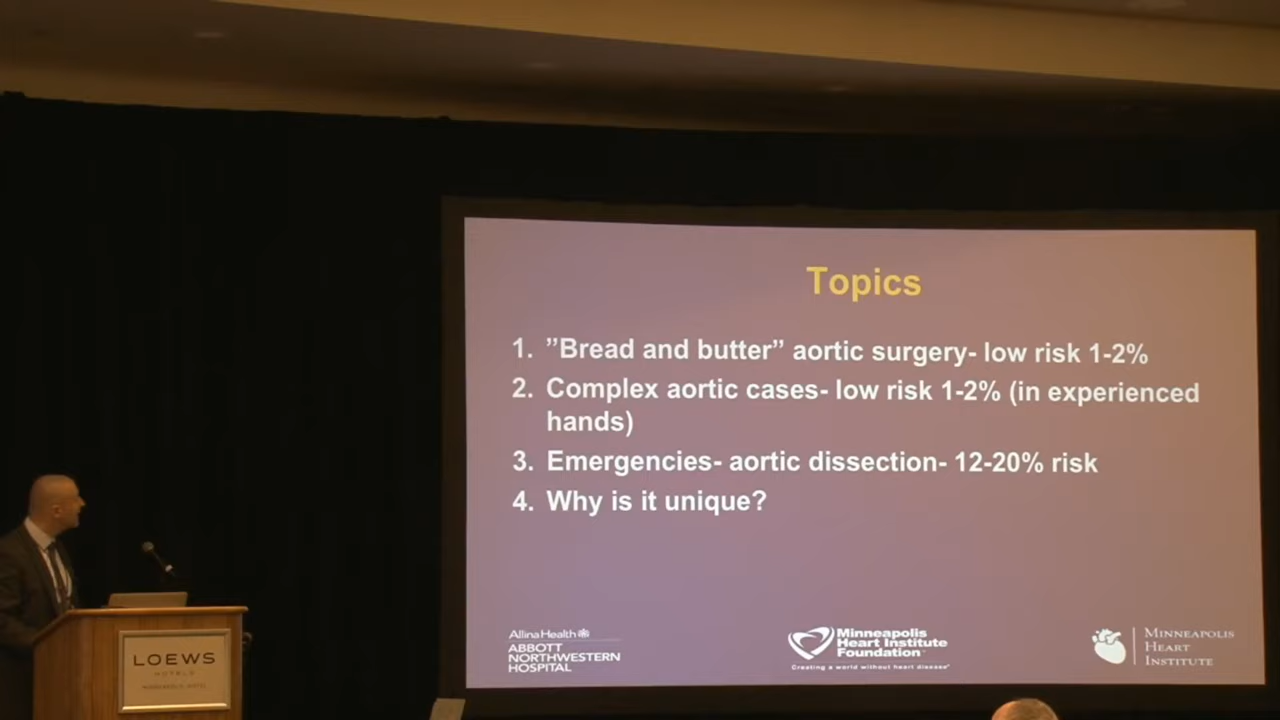 Topics
1. ”Bread and butter” aortic surgery- low risk 1-2%
2. Complex aortic cases- low risk 1-2% (in experienced
hands)
3. Emergencies- aortic dissection- 12-20% risk
4. Why is it unique?
Allina Health
ABBOTT
NORTHWESTERN
HOSPITAL
Minneapolis
Heart Institute
Foundation
Creating a world without heart disease
MINNEAPOLIS
HEART
INSTITUTE
LOEWS
HOTELS
MINNEAPOLIS HOTEL